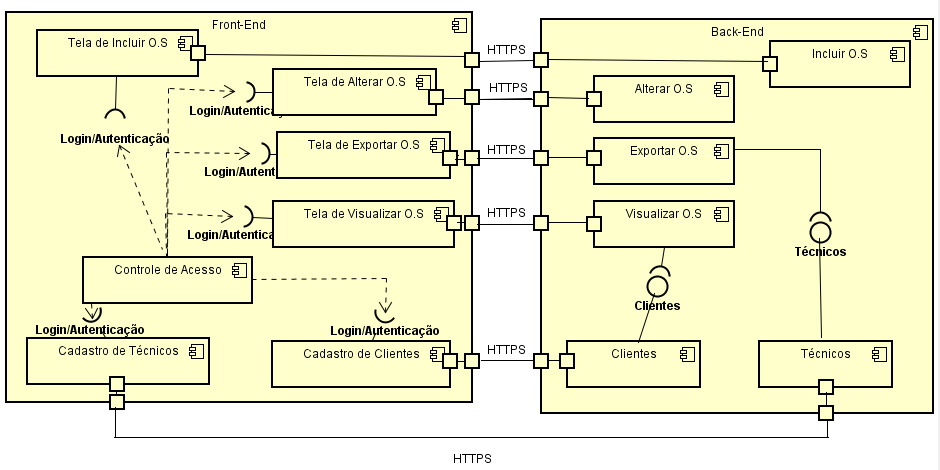 Front-End
Back-End
Tela de Incluir O.S
HTTPS
Incluir O.S
Tela de Alterar O.S
HTTPS
Alterar O.S
Login/Autentica
Login/Autenticação
Tela de Exportar O.S
HTTPS
Exportar O.S
Login/Autent
Tela de Visualizar O.S
HTTPS
Visualizar O.S
Login/Autentica
Técnicos
Controle de Acesso
Clientes
Login/Autenticação
Login/Autenticação
Cadastro de Técnicos
Cadastro de Clientes
HTTPS
Clientes
Técnicos
HTTPS